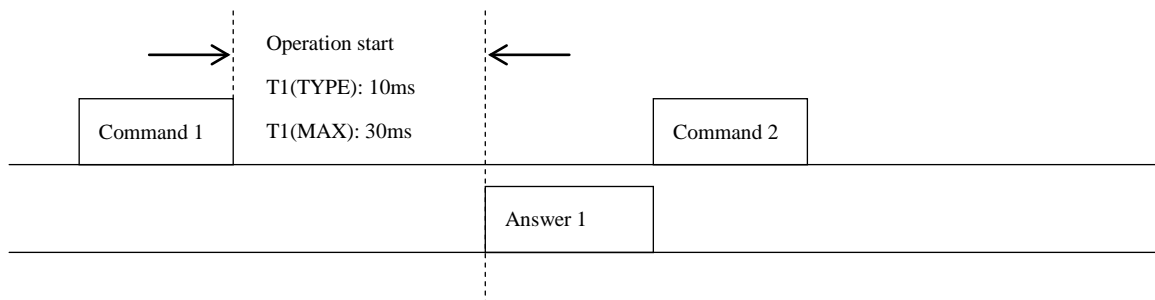 Operation start
T1(TYPE): 10ms
T1(MAX): 30ms
Command 1
Command 2
Answer 1